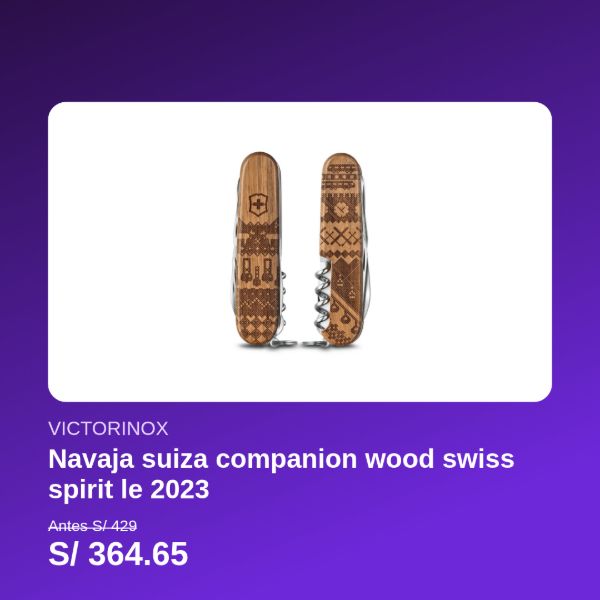 VICTORINOX
Navaja suiza companion wood swiss
spirit le 2023
Antes S/ 429
S/ 364.65